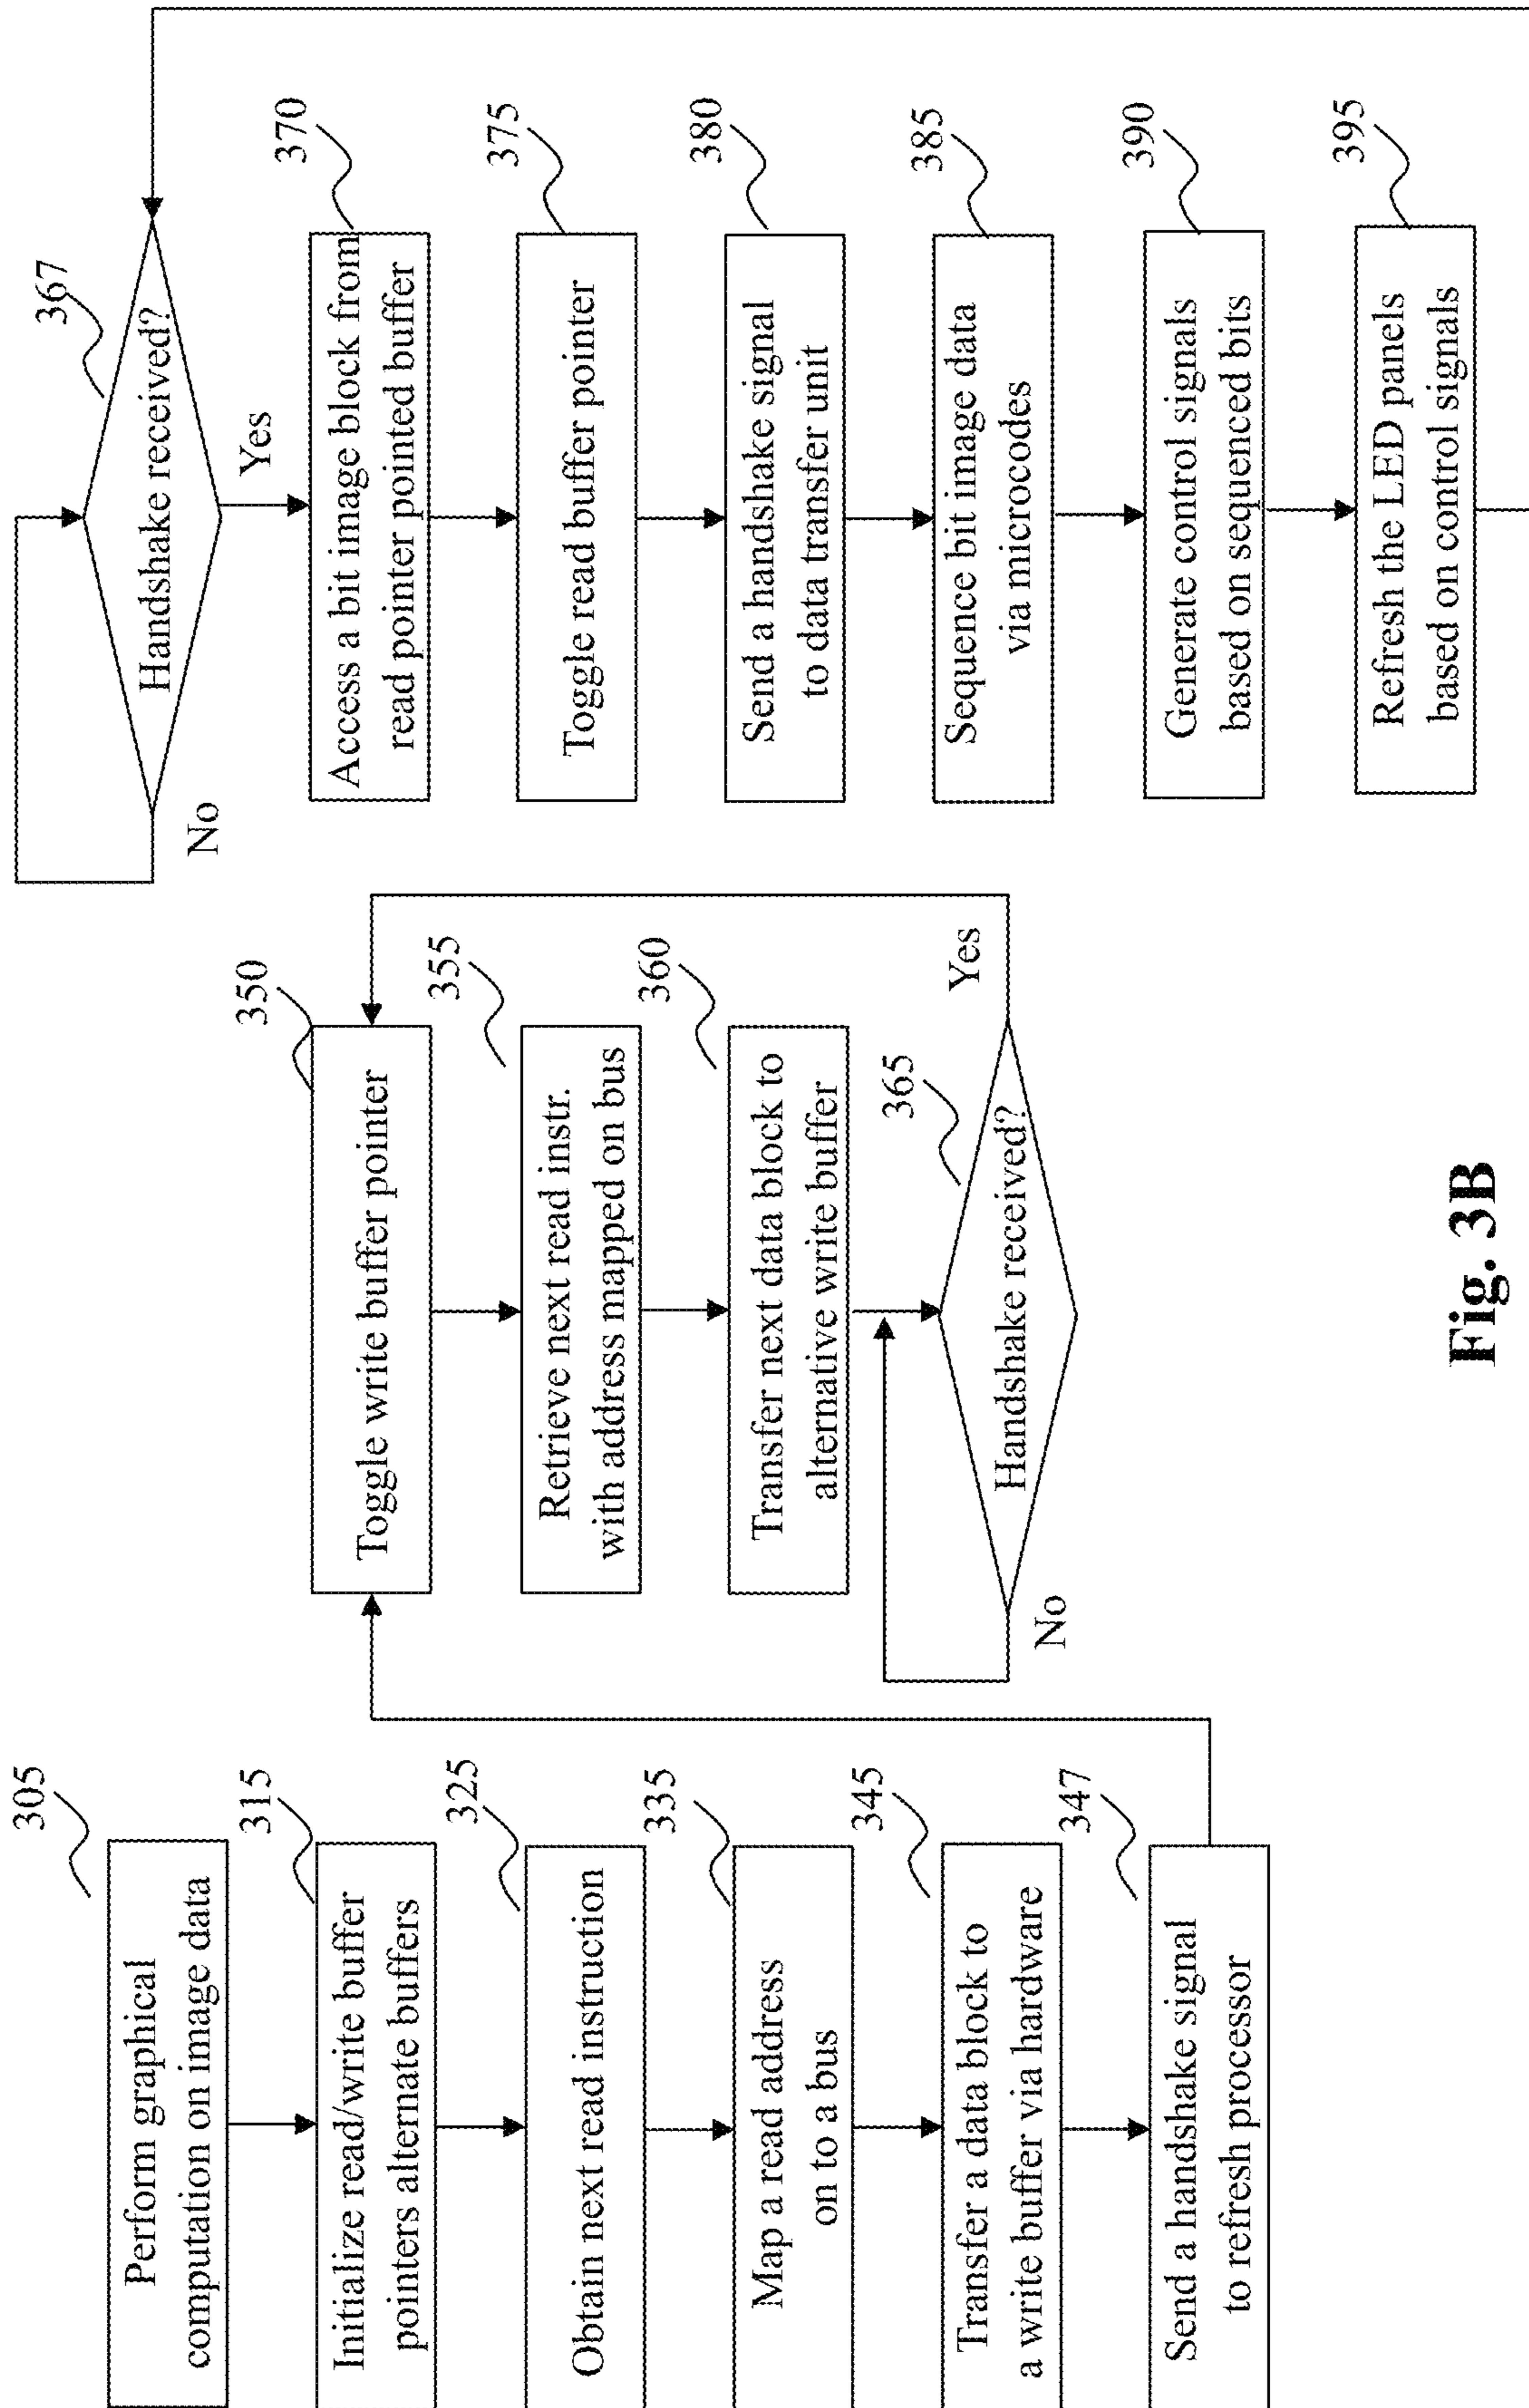 305
Perform graphical
computation on image data
315
Initialize read/write buffer
pointers alternate buffers
325
Obtain next read instruction
335
Map a read address
on to a bus
345
Transfer a data block to
a write buffer via hardware
347
Send a handshake signal
to refresh processor
350
Toggle write buffer pointer
355
Retrieve next read instr.
with address mapped on bus
360
Transfer next data block to
alternative write buffer
365
Handshake received?
Yes
No
367
Handshake received?
No
Yes
370
Access a bit image block from
read pointer pointed buffer
375
Toggle read buffer pointer
380
Send a handshake signal
to data transfer unit
385
Sequence bit image data
via microcodes
390
Generate control signals
based on sequenced bits
395
Refresh the LED panels
based on control signals
Fig. 3B